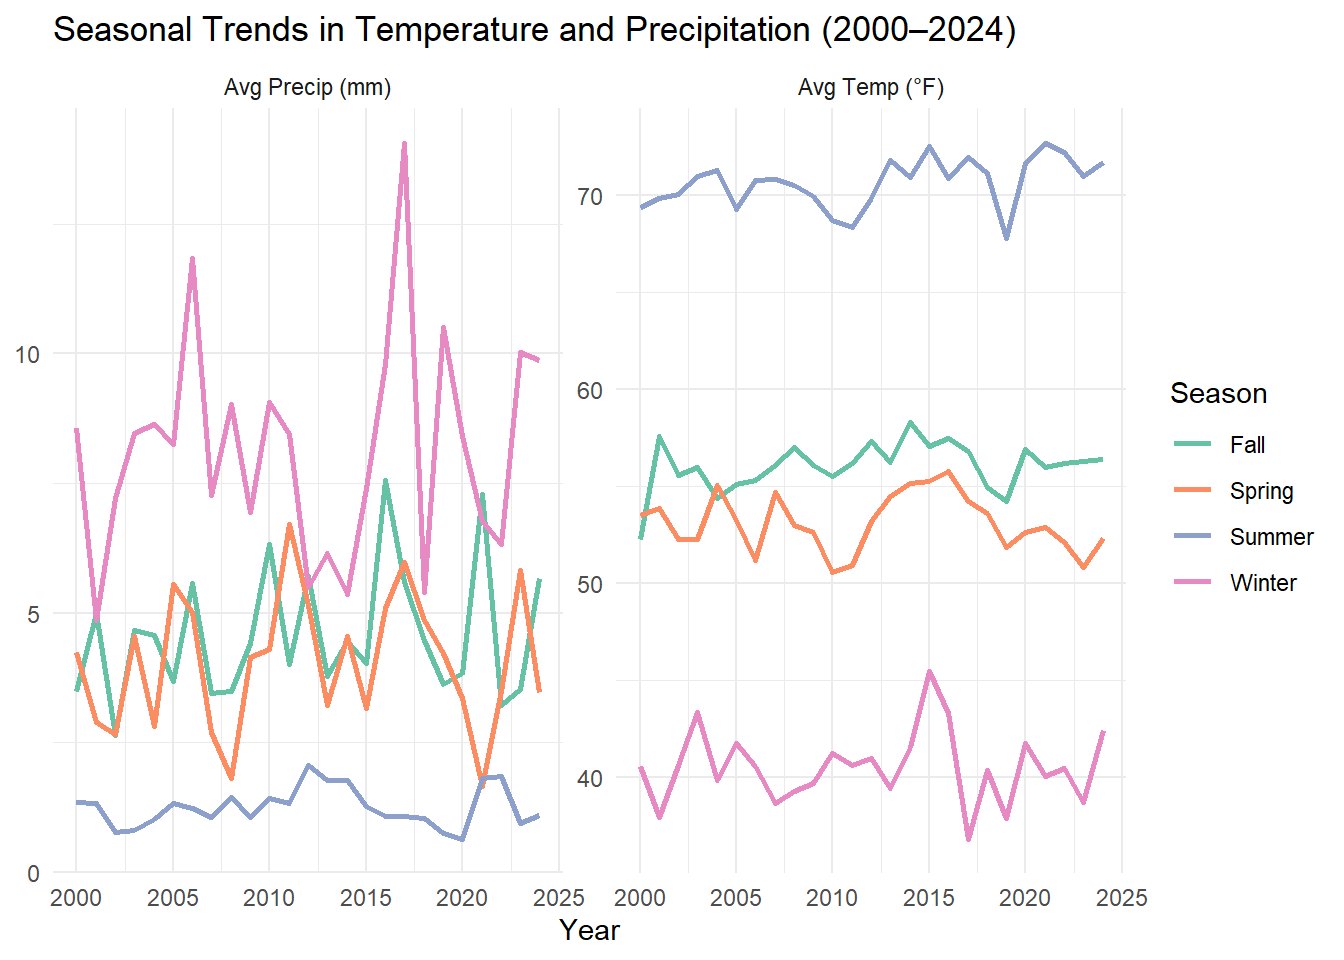 Seasonal Trends in Temperature and Precipitation (2000–2024)
Avg Precip (mm)
Avg Temp (°F)
10
5
0
2000 2005 2010 2015 2020 2025
70
60
50
40
2000 2005 2010 2015 2020 2025
Year
Season
Fall
Spring
Summer
Winter